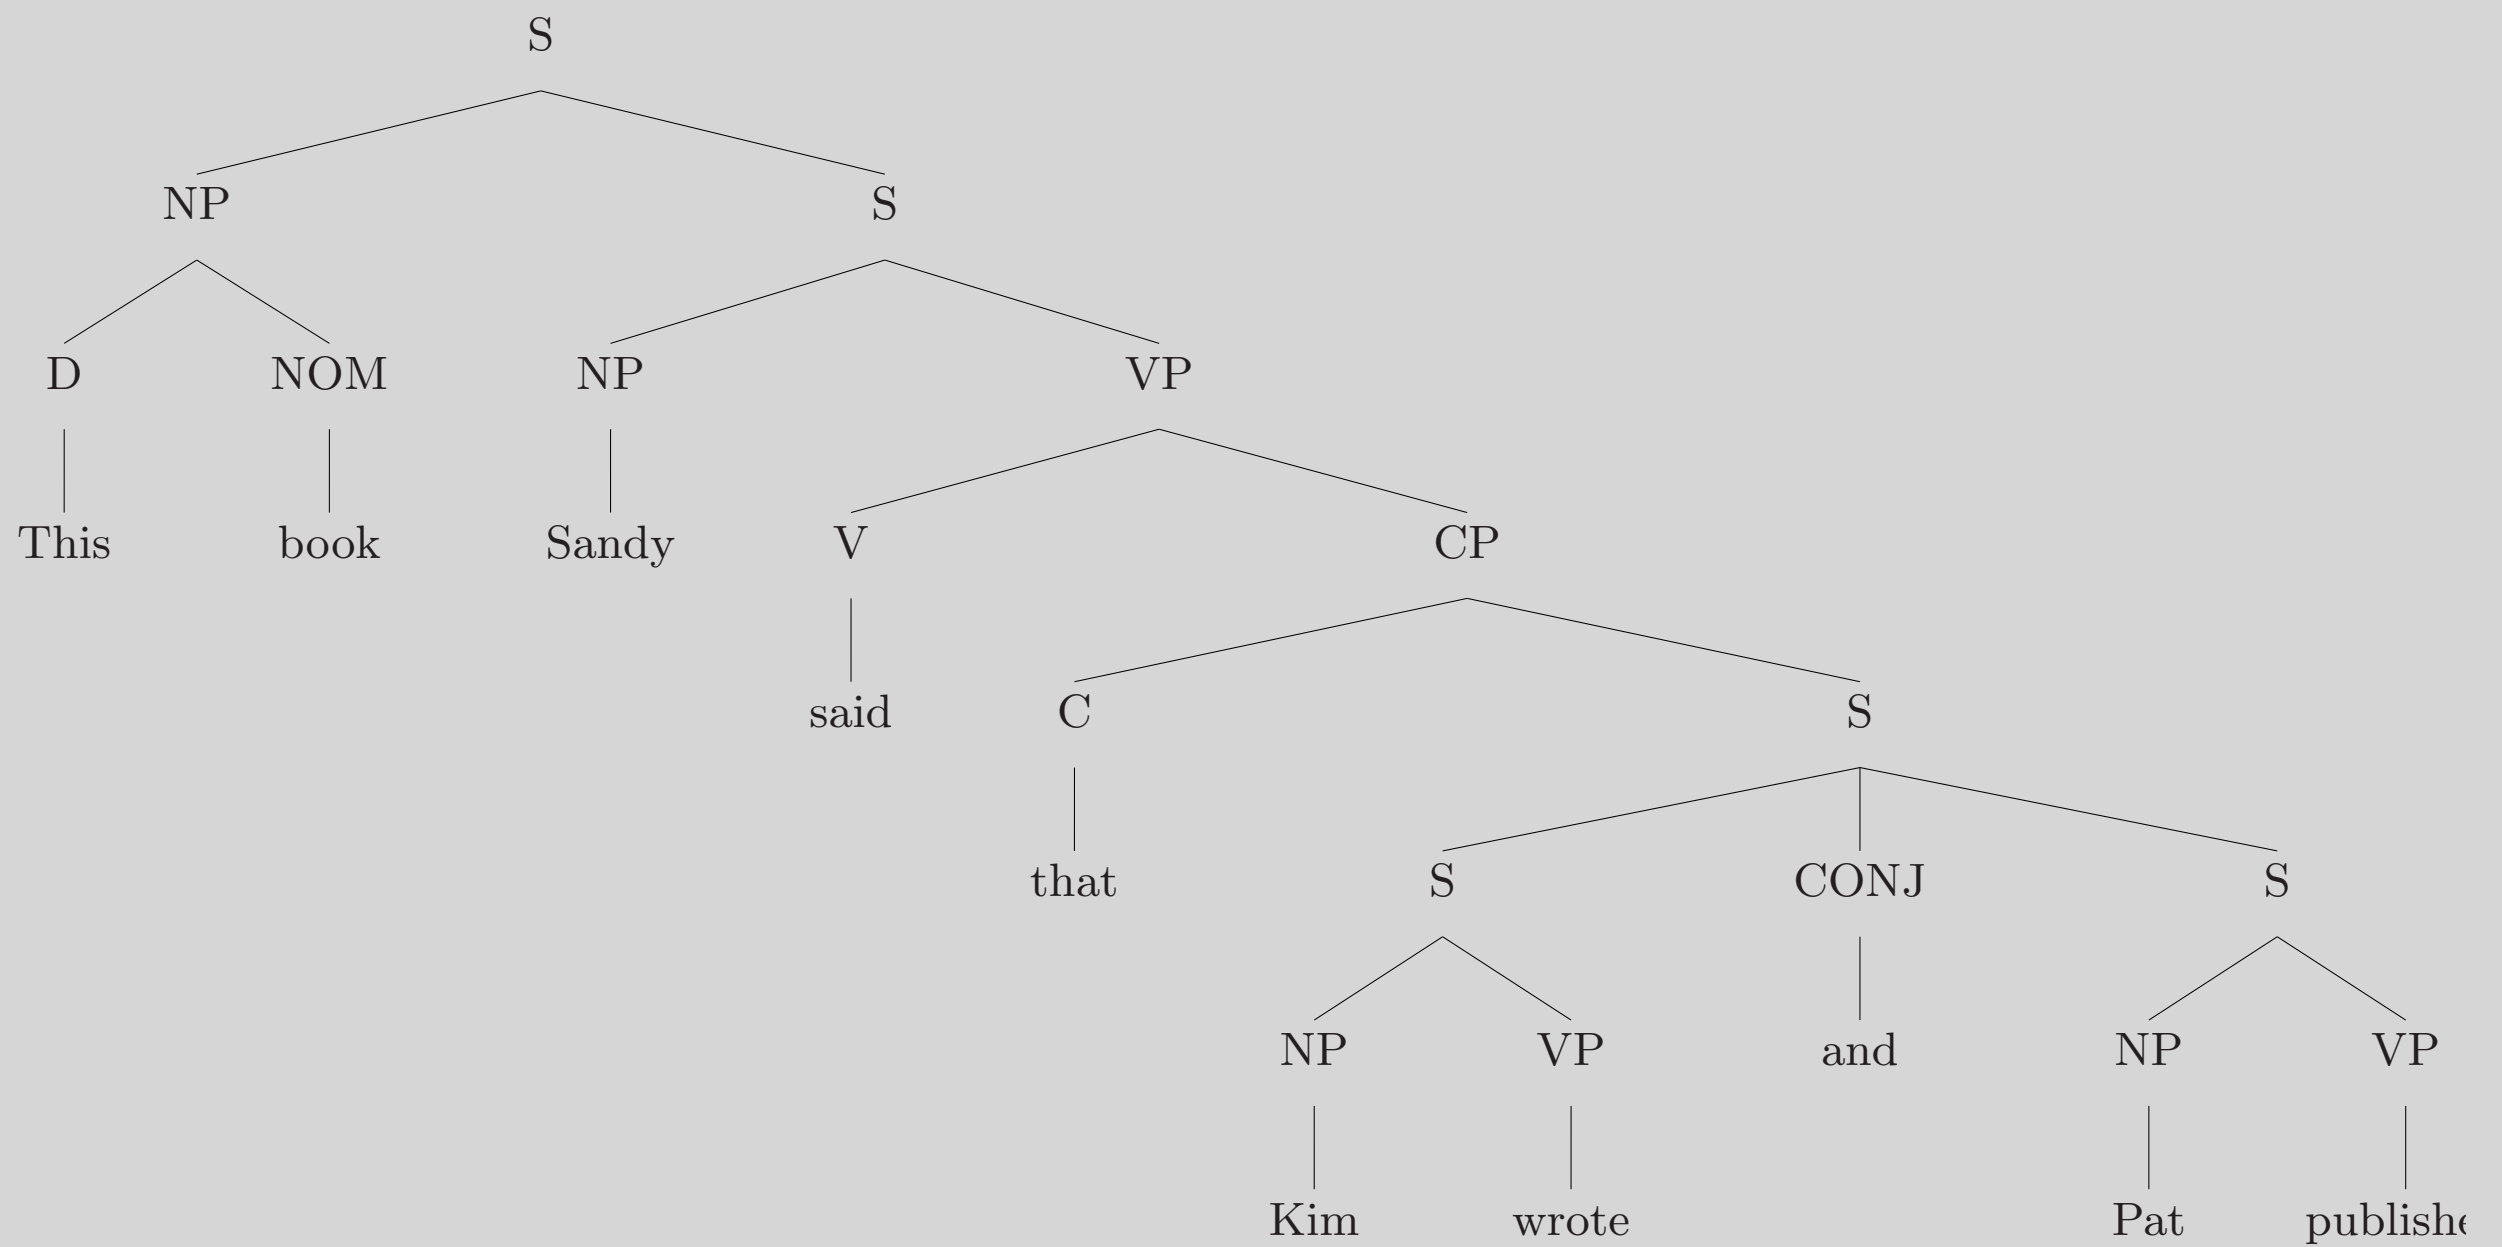 S
NP S
D NOM NP VP
This book Sandy V CP
said C S
that S CONJ S
NP VP and NP VP
Kim wrote Pat